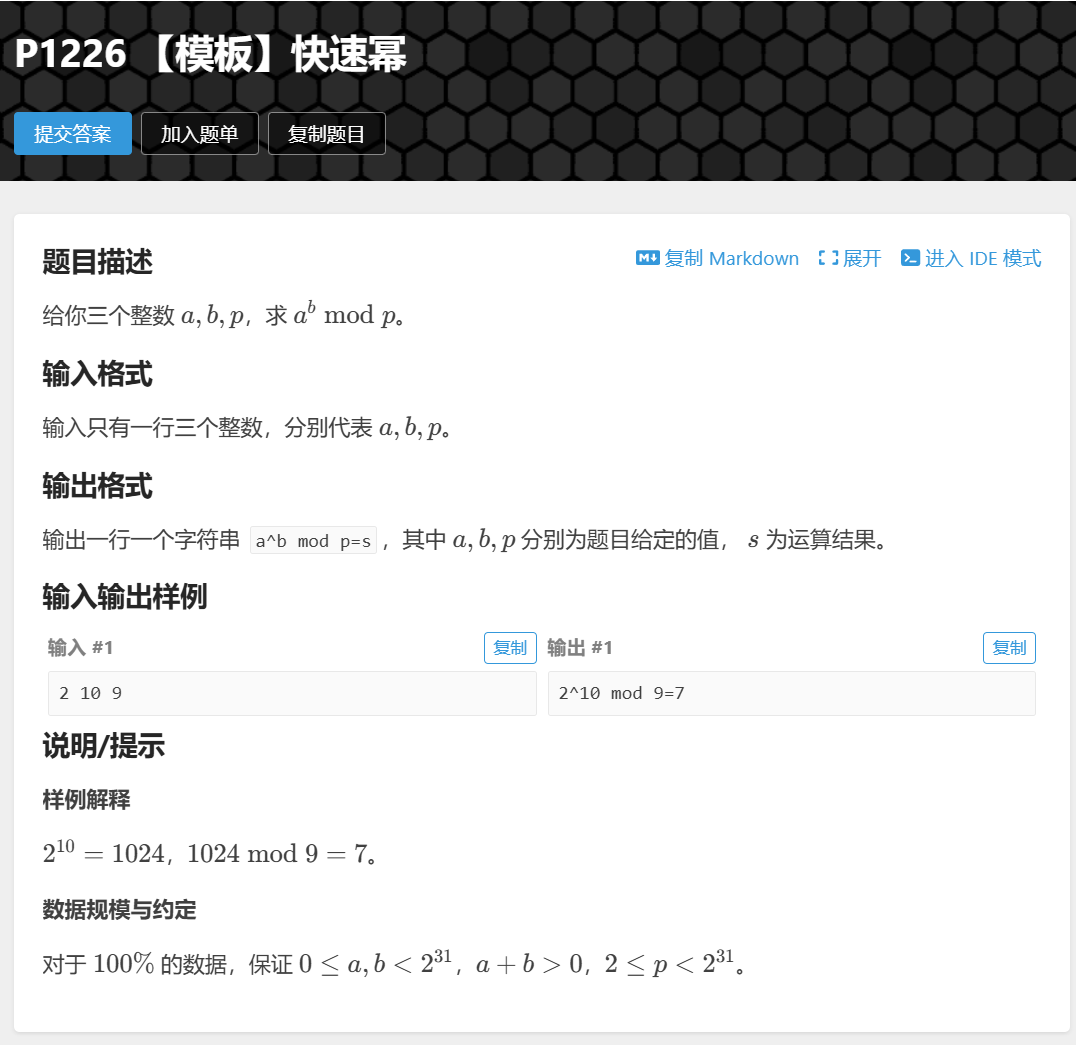 P1226 【模板】快速幂
提交答案 加入题单 复制题目
题目描述 复制 Markdown 展开 进入 IDE 模式
给你三个整数 a, b, p，求 a^b mod p。
输入格式
输入只有一行三个整数，分别代表 a, b, p。
输出格式
输出一行一个字符串 a^b mod p=s，其中 a, b, p 分别为题目给定的值， s 为运算结果。
输入输出样例
输入 #1 复制 输出 #1 复制
2 10 9 2^10 mod 9=7
说明/提示
样例解释
2^10 = 1024，1024 mod 9 = 7。
数据规模与约定
对于 100% 的数据，保证 0 ≤ a, b < 2^31，a + b > 0，2 ≤ p < 2^31。